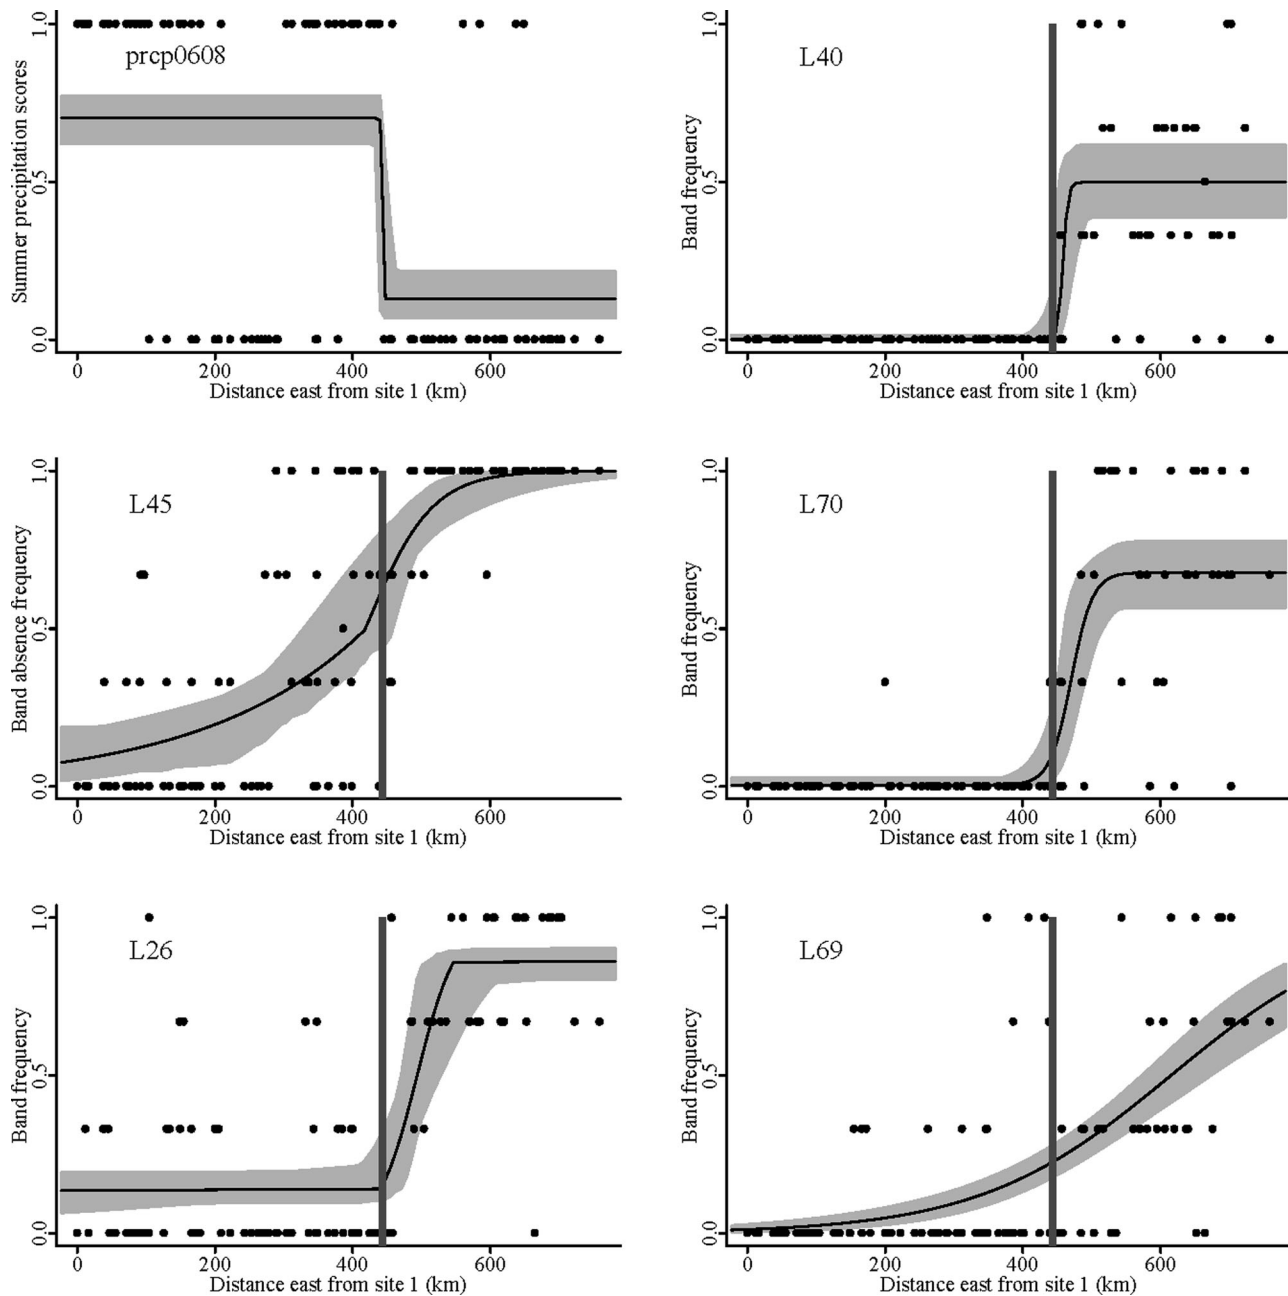 prcp0608
Summer precipitation scores
0.0 0.5 1.0
0 200 400 600
Distance east from site 1 (km)
L40
Band frequency
0.0 0.5 1.0
0 200 400 600
Distance east from site 1 (km)
L45
Band absence frequency
0.0 0.5 1.0
0 200 400 600
Distance east from site 1 (km)
L70
Band frequency
0.0 0.5 1.0
0 200 400 600
Distance east from site 1 (km)
L26
Band frequency
0.0 0.5 1.0
0 200 400 600
Distance east from site 1 (km)
L69
Band frequency
0.0 0.5 1.0
0 200 400 600
Distance east from site 1 (km)